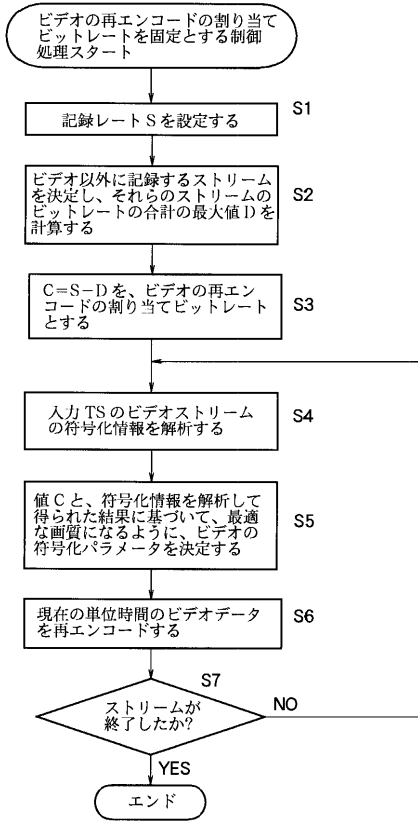 ビデオの再エンコードの割り当て
ビットレートを固定とする制御
処理スタート
S1
記録レートSを設定する
S2
ビデオ以外に記録するストリーム
を決定し、それらのストリームの
ビットレートの合計の最大値Dを
計算する
S3
C=S-Dを、ビデオの再エン
コードの割り当てビットレート
とする
S4
入力TSのビデオストリーム
の符号化情報を解析する
S5
値Cと、符号化情報を解析して
得られた結果に基づいて、最適
な画質になるように、ビデオの
符号化パラメータを決定する
S6
現在の単位時間のビデオデータ
を再エンコードする
S7
ストリームが
終了したか?
NO
YES
エンド